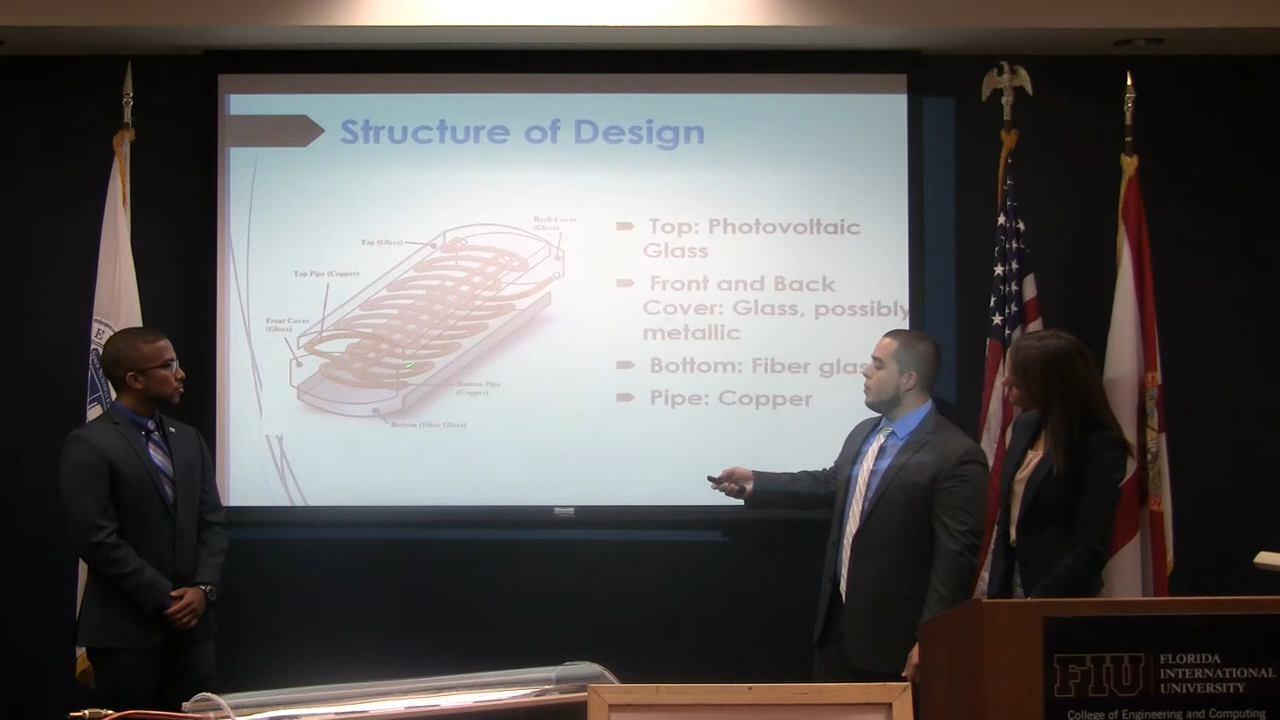 Structure of Design
Back Cover
(Glass)
Top (Glass)
Top Pipe (Copper)
Front Cover
(Glass)
Bottom Pipe
(Copper)
Bottom (Fiber Glass)
Top: Photovoltaic
Glass
Front and Back
Cover: Glass, possibly
metallic
Bottom: Fiber glas
Pipe: Copper
E
FIU
FLORIDA
INTERNATIONAL
UNIVERSITY
College of Engineering and Computing